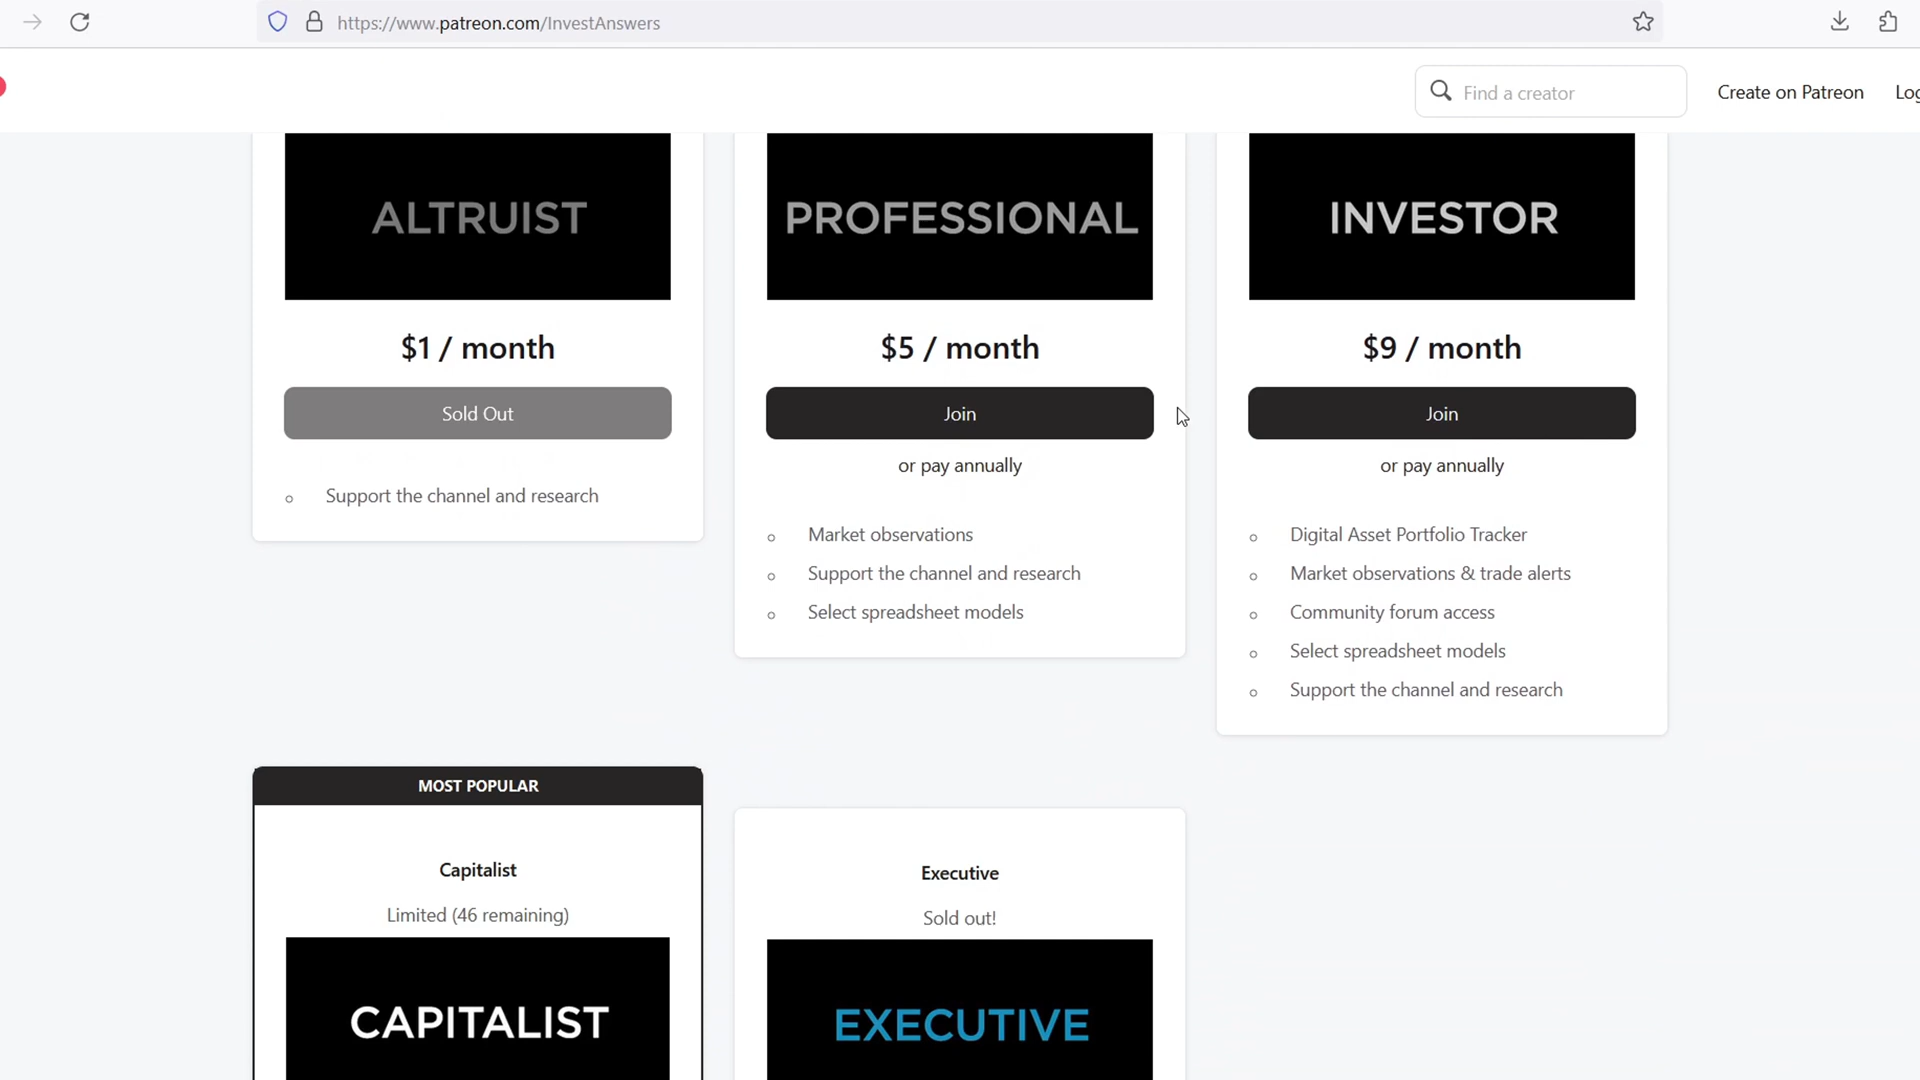 https://www.patreon.com/InvestAnswers
Find a creator
Create on Patreon
ALTRUIST
$1 / month
Sold Out
Support the channel and research
PROFESSIONAL
$5 / month
Join
or pay annually
Market observations
Support the channel and research
Select spreadsheet models
INVESTOR
$9 / month
Join
or pay annually
Digital Asset Portfolio Tracker
Market observations & trade alerts
Community forum access
Select spreadsheet models
Support the channel and research
MOST POPULAR
Capitalist
Limited (46 remaining)
CAPITALIST
Executive
Sold out!
EXECUTIVE